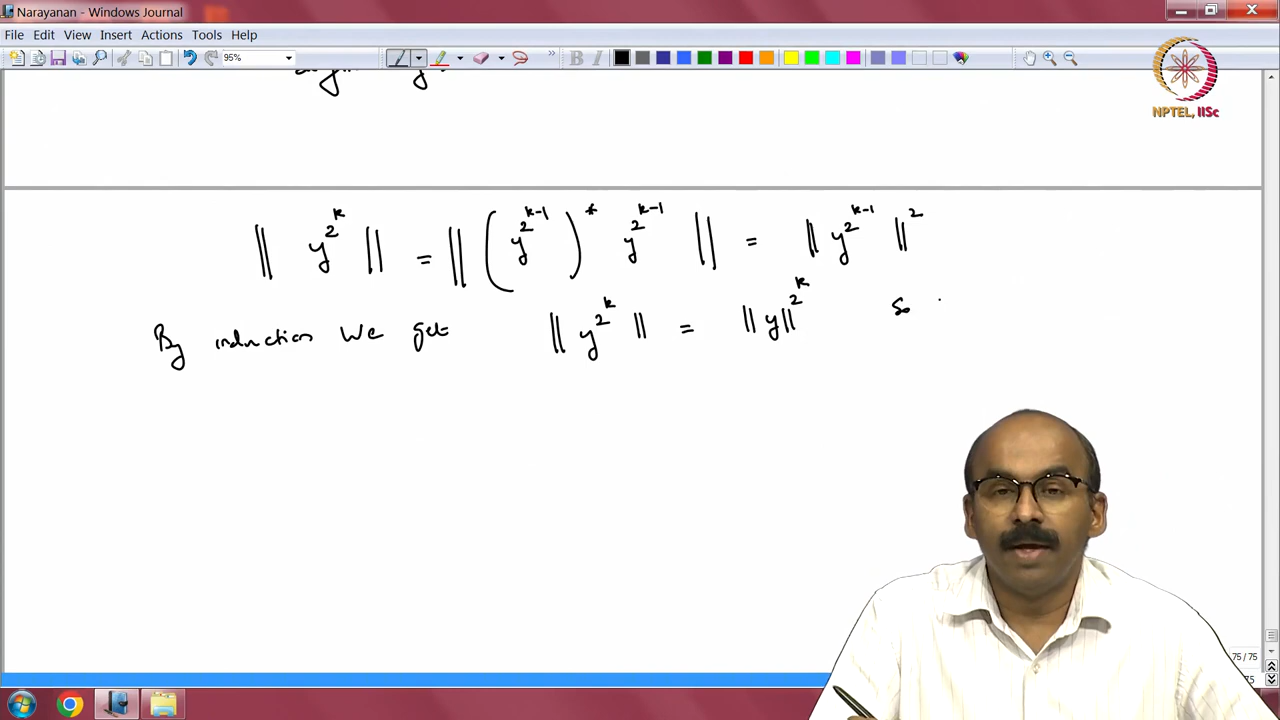 Narayanan - Windows Journal
File Edit View Insert Actions Tools Help
95%
NPTEL, IISc
‖ y^{2^k} ‖ = ‖ ( y^{2^{k-1}} )^* y^{2^{k-1}} ‖ = ‖ y^{2^{k-1}} ‖^2
By induction We get ‖ y^{2^k} ‖ = ‖ y ‖^{2^k} So
75 / 75